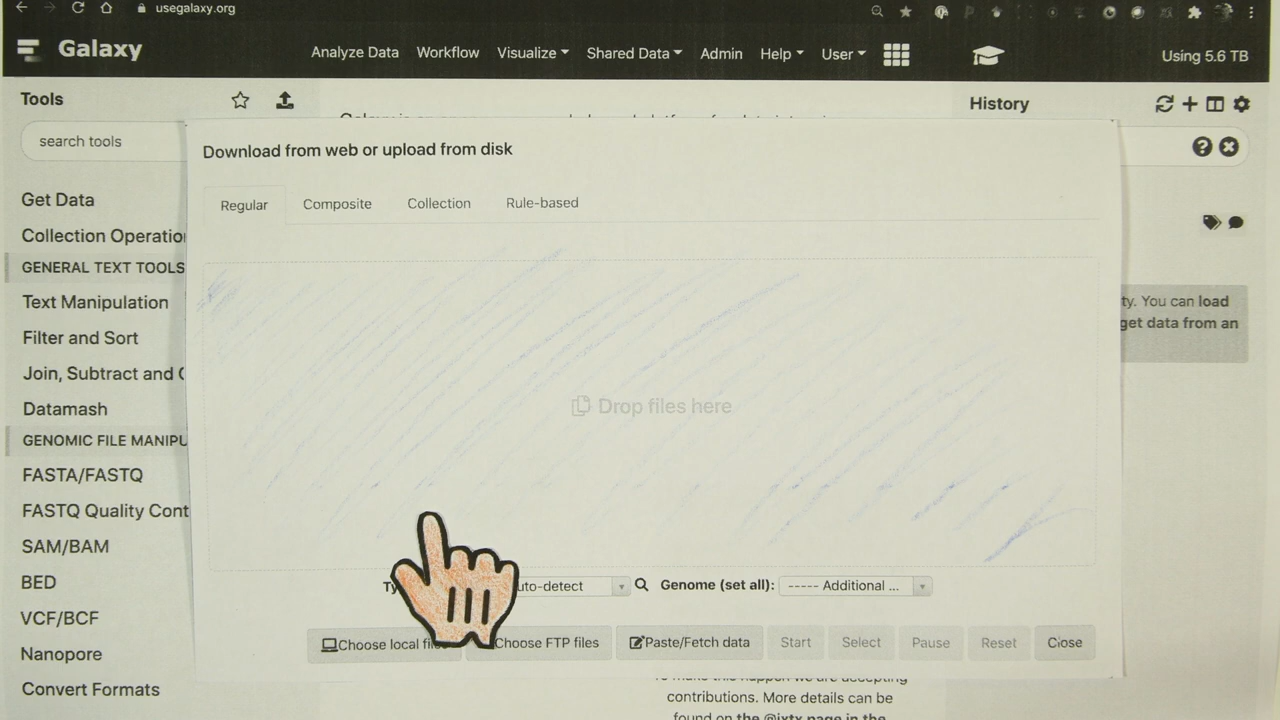 usegalaxy.org
Galaxy
Analyze Data Workflow Visualize Shared Data Admin Help User Using 5.6 TB
Tools
History
search tools
Download from web or upload from disk
Regular Composite Collection Rule-based
Get Data
Collection Operatio
GENERAL TEXT TOOLS
Text Manipulation
Filter and Sort
Join, Subtract and
Datamash
GENOMIC FILE MANIPU
FASTA/FASTQ
FASTQ Quality Cont
SAM/BAM
BED
VCF/BCF
Nanopore
Convert Formats
ty. You can load
get data from an
Drop files here
uto-detect Genome (set all): ----- Additional ...
Choose local Choose FTP files Paste/Fetch data Start Select Pause Reset Close
contributions. More details can be
found on the @ixtx page in the